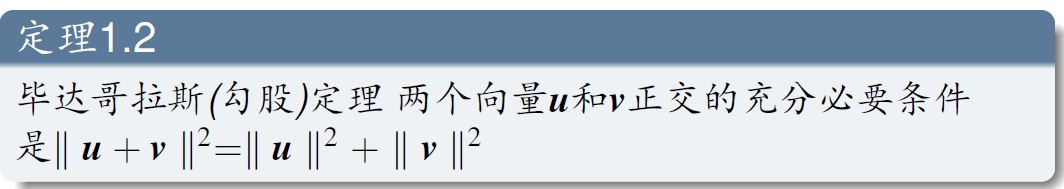 定理1.2
毕达哥拉斯(勾股)定理 两个向量u和v正交的充分必要条件
是‖ u + v ‖²=‖ u ‖² + ‖ v ‖²